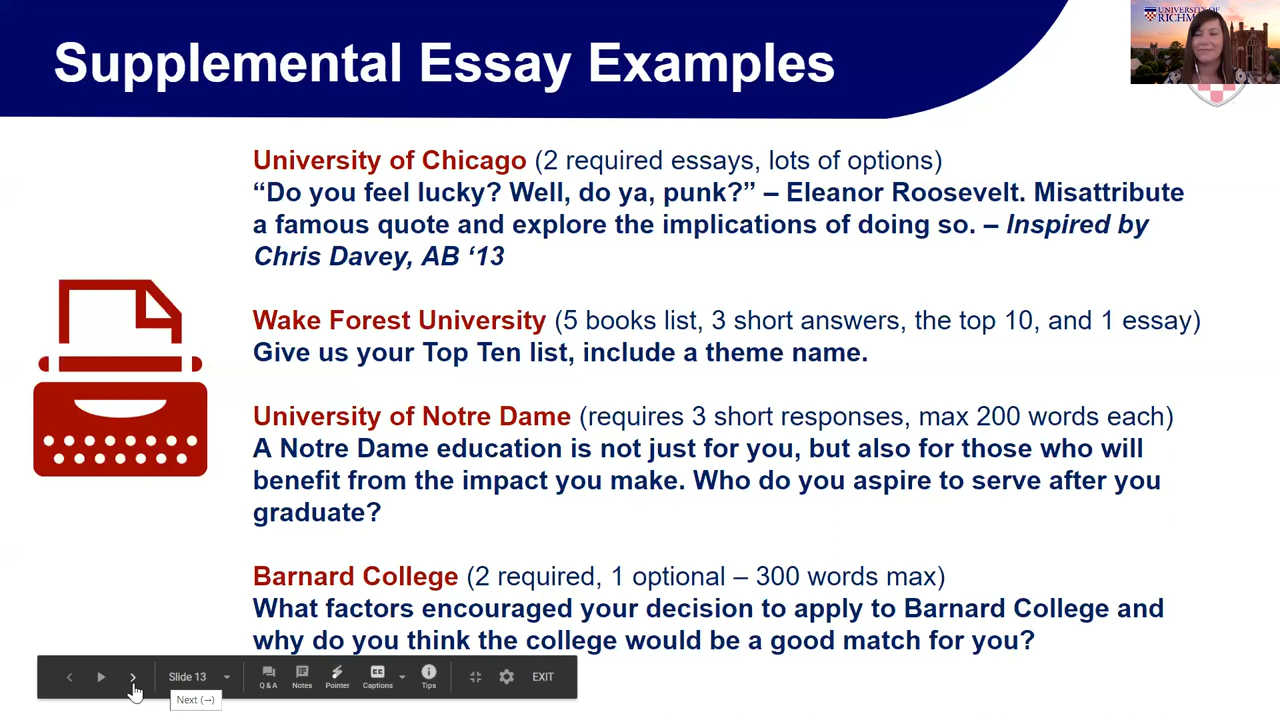 Supplemental Essay Examples
UNIVERSITY OF
RICHM
University of Chicago (2 required essays, lots of options)
“Do you feel lucky? Well, do ya, punk?” – Eleanor Roosevelt. Misattribute
a famous quote and explore the implications of doing so. – Inspired by
Chris Davey, AB ‘13
Wake Forest University (5 books list, 3 short answers, the top 10, and 1 essay)
Give us your Top Ten list, include a theme name.
University of Notre Dame (requires 3 short responses, max 200 words each)
A Notre Dame education is not just for you, but also for those who will
benefit from the impact you make. Who do you aspire to serve after you
graduate?
Barnard College (2 required, 1 optional – 300 words max)
What factors encouraged your decision to apply to Barnard College and
why do you think the college would be a good match for you?
Slide 13
Q & A
Notes
Pointer
CC
Captions
Tips
EXIT
Next (→)